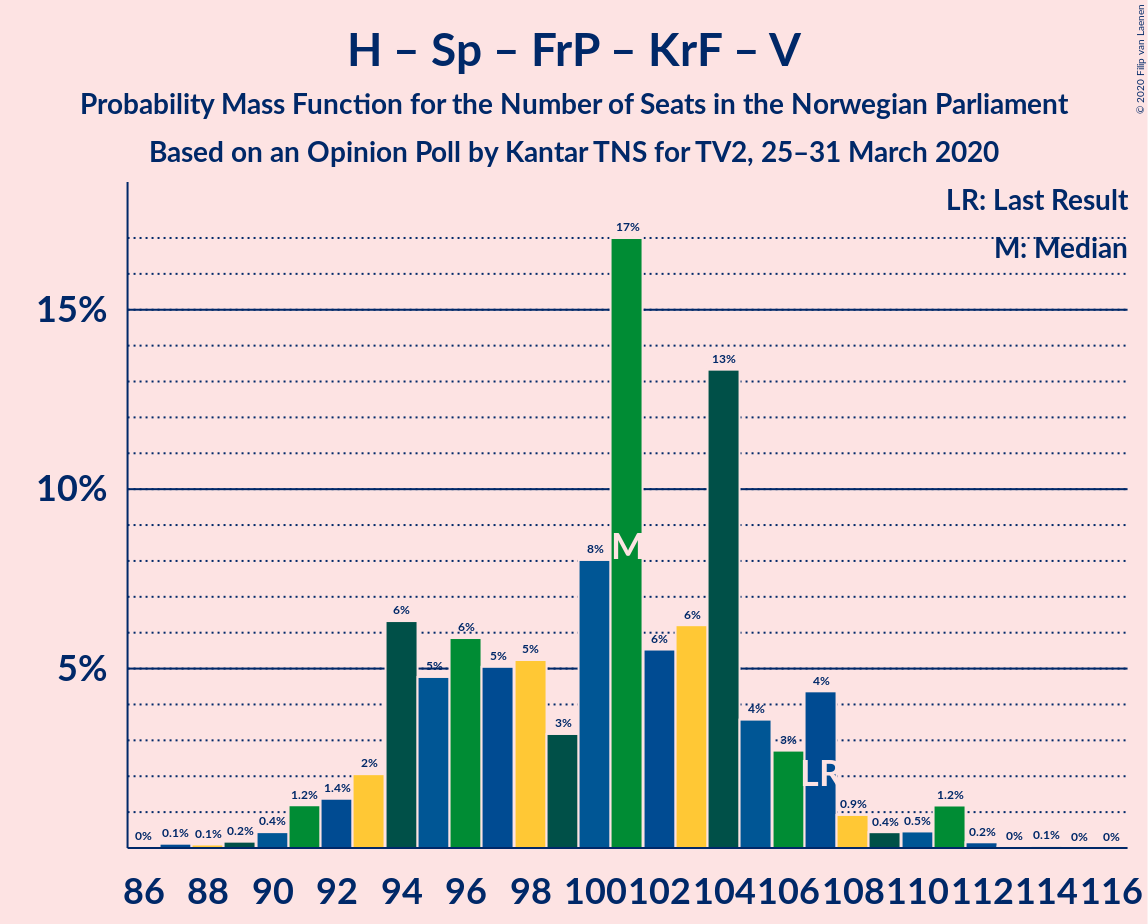 H – Sp – FrP – KrF – V
Probability Mass Function for the Number of Seats in the Norwegian Parliament
Based on an Opinion Poll by Kantar TNS for TV2, 25–31 March 2020
© 2020 Filip van Laenen
LR: Last Result
M: Median
15%
10%
5%
0% 0.1% 0.1% 0.2% 0.4% 1.2% 1.4% 2% 6% 5% 6% 5% 5% 3% 8% 17% 6% 6% 13% 4% 3% 4% 0.9% 0.4% 0.5% 1.2% 0.2% 0% 0.1% 0% 0%
M
LR
86 88 90 92 94 96 98 100 102 104 106 108 110 112 114 116